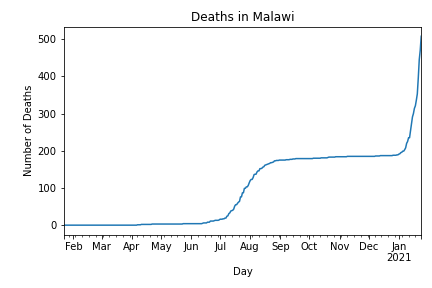 Deaths in Malawi
Number of Deaths
500
400
300
200
100
0
Feb Mar Apr May Jun Jul Aug Sep Oct Nov Dec Jan
2021
Day